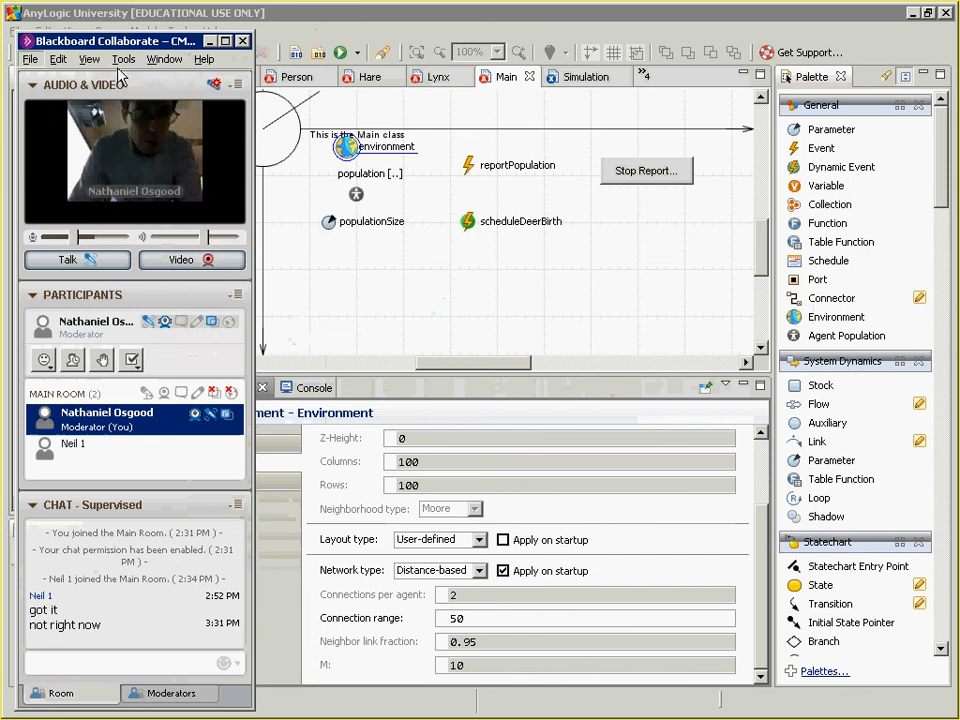 AnyLogic University [EDUCATIONAL USE ONLY]
Blackboard Collaborate – CM...
File Edit View Tools Window Help
100%
Get Support...
Person
Hare
Lynx
Main
Simulation
4
Palette
AUDIO & VIDEO
Nathaniel Osgood
Talk
Video
PARTICIPANTS
Nathaniel Os...
Moderator
MAIN ROOM (2)
Nathaniel Osgood
Moderator (You)
Neil 1
CHAT - Supervised
- You joined the Main Room. ( 2:31 PM ) -
- Your chat permission has been enabled. ( 2:31
PM ) -
- Neil 1 joined the Main Room. ( 2:34 PM ) -
Neil 1 2:52 PM
got it
not right now 3:31 PM
Room
Moderators
This is the Main class
environment
population [..]
populationSize
reportPopulation
scheduleDeerBirth
Stop Report...
Console
ment - Environment
Z-Height: 0
Columns: 100
Rows: 100
Neighborhood type: Moore
Layout type: User-defined Apply on startup
Network type: Distance-based Apply on startup
Connections per agent: 2
Connection range: 50
Neighbor link fraction: 0.95
M: 10
General
Parameter
Event
Dynamic Event
Variable
Collection
Function
Table Function
Schedule
Port
Connector
Environment
Agent Population
System Dynamics
Stock
Flow
Auxiliary
Link
Parameter
Table Function
Loop
Shadow
Statechart
Statechart Entry Point
State
Transition
Initial State Pointer
Branch
Palettes...